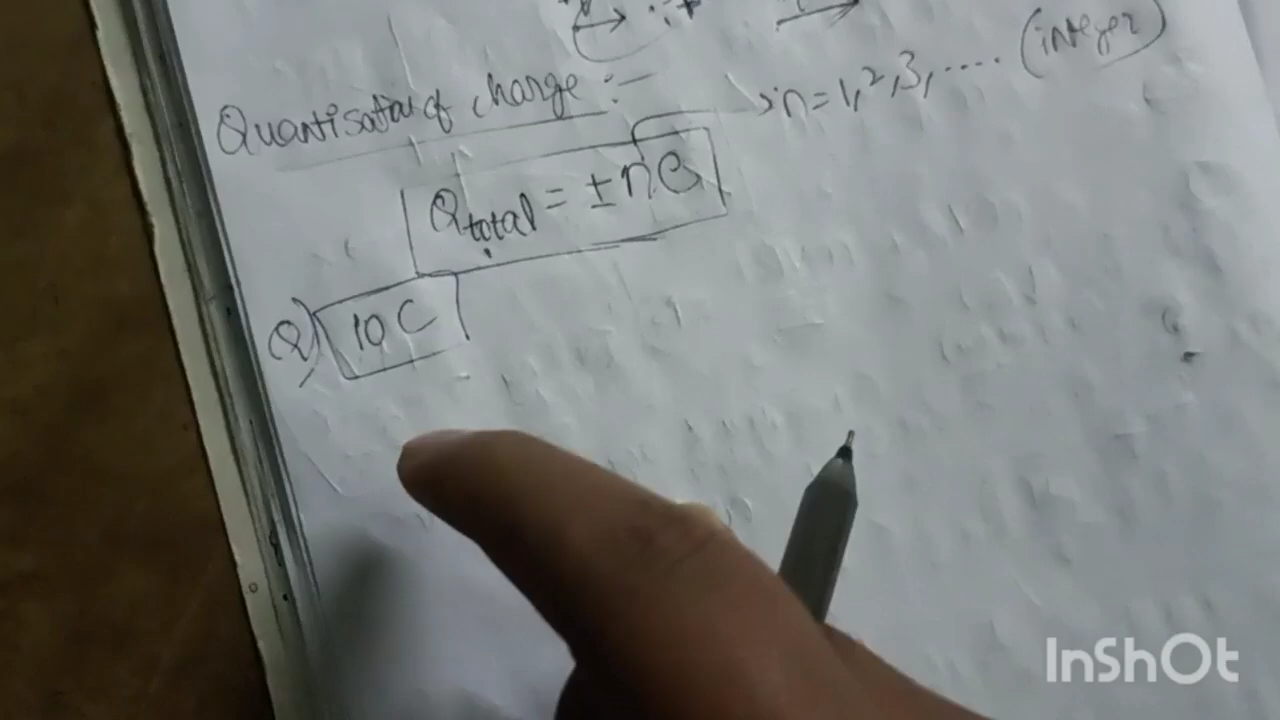 Quantisation of charge :-
; n = 1, 2, 3, .... (integer)
Qtotal = ± ne
Q) 10 C
InShOt